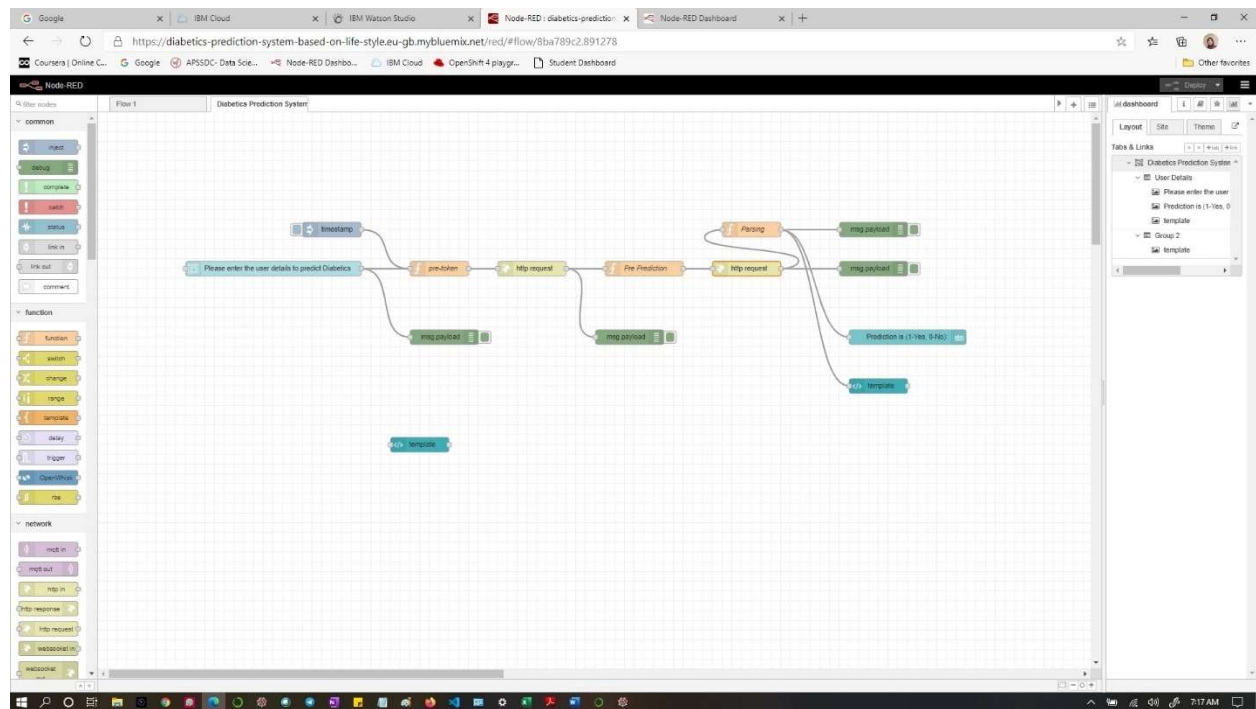 Google
IBM Cloud
IBM Watson Studio
Node-RED : diabetics-prediction
Node-RED Dashboard
https://diabetics-prediction-system-based-on-life-style.eu-gb.mybluemix.net/red/#flow/8ba789c2.891278
Coursera | Online C...
Google
APSSDC- Data Scie...
Node-RED Dashbo...
IBM Cloud
OpenShift 4 playgr...
Student Dashboard
Other favorites
Node-RED
Deploy
filter nodes
Flow 1
Diabetics Prediction System
dashboard
Layout
Site
Theme
Tabs & Links
Diabetics Prediction System
User Details
Please enter the user
Prediction is (1-Yes, 0
template
Group 2
template
common
inject
debug
complete
catch
status
link in
link out
comment
function
function
switch
change
range
template
delay
trigger
OpenWhisk
rbe
network
mqtt in
mqtt out
http in
http response
http request
websocket in
websocket
timestamp
Please enter the user details to predict Diabetics
pre-token
http request
Pre Prediction
http request
Parsing
msg.payload
msg.payload
msg.payload
msg.payload
Prediction is (1-Yes, 0-No)
abc
template
template
7:17 AM